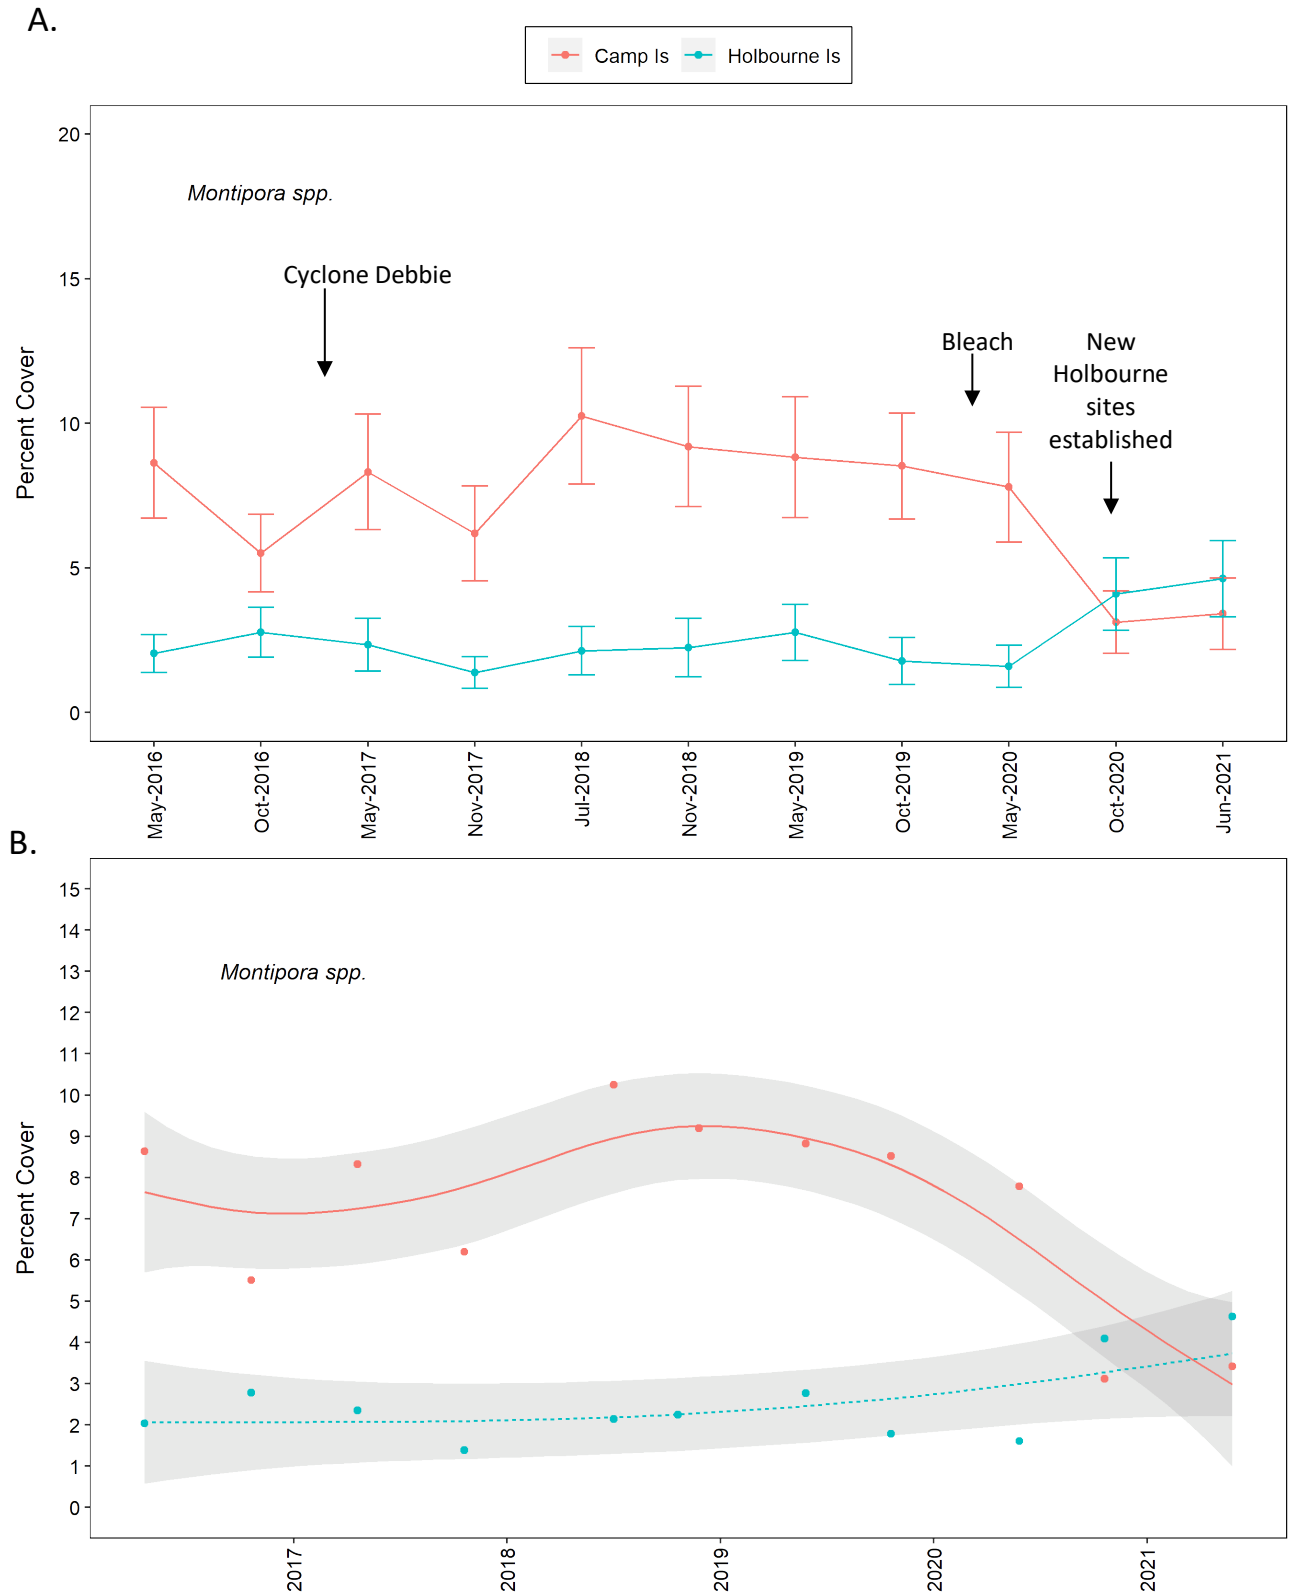 A.
Camp Is Holbourne Is
20
Montipora spp.
15
Cyclone Debbie
Bleach
New
Holbourne
sites
established
10
5
0
Percent Cover
May-2016
Oct-2016
May-2017
Nov-2017
Jul-2018
Nov-2018
May-2019
Oct-2019
May-2020
Oct-2020
Jun-2021
B.
15
14
13
Montipora spp.
12
11
10
9
8
7
6
5
4
3
2
1
0
Percent Cover
2017
2018
2019
2020
2021